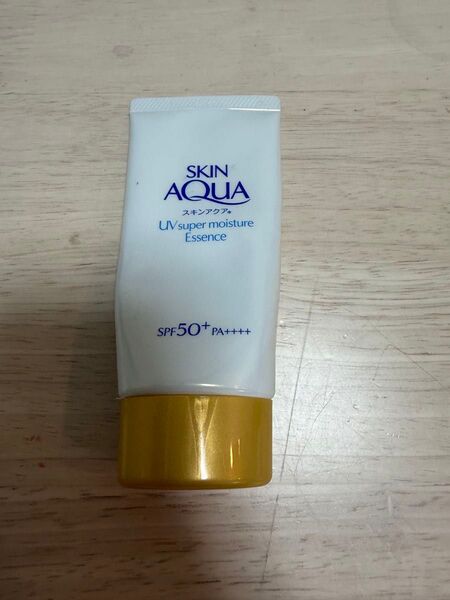 SKIN
AQUA
スキンアクア®
UV super moisture
Essence
SPF50+ PA++++